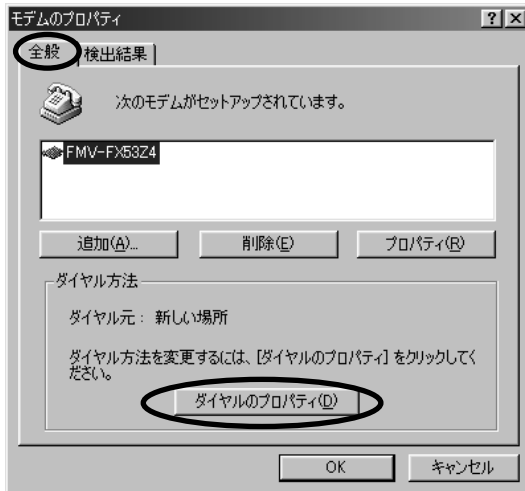 モデムのプロパティ
全般
検出結果
次のモデムがセットアップされています。
FMV-FX53Z4
追加(A)...
削除(E)
プロパティ(R)
ダイヤル方法
ダイヤル元： 新しい場所
ダイヤル方法を変更するには、[ダイヤルのプロパティ] をクリックしてく
ださい。
ダイヤルのプロパティ(D)
OK
キャンセル